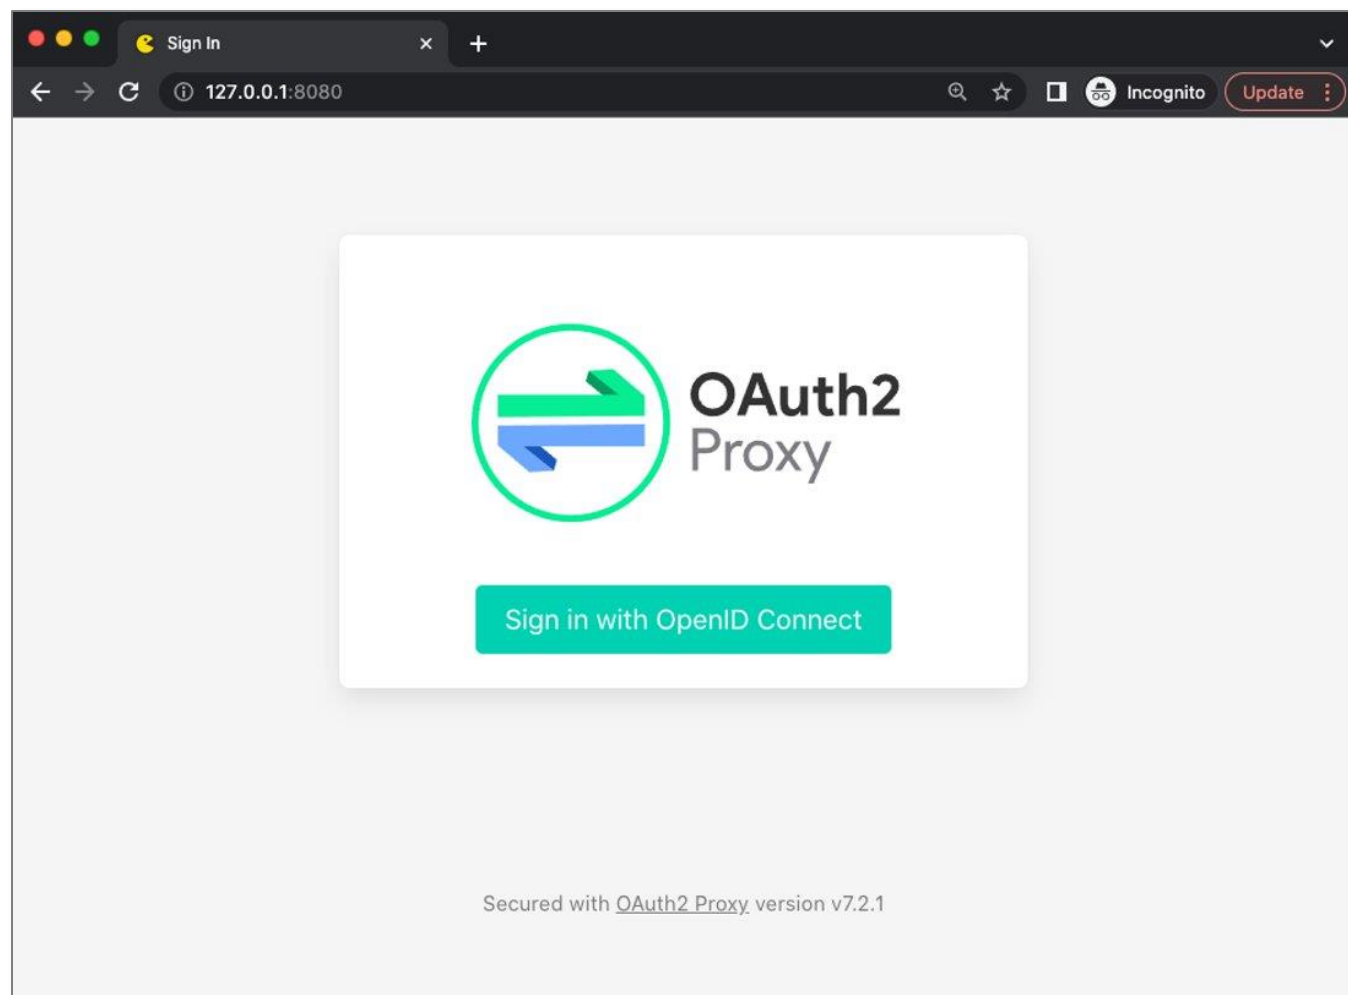 Sign In
127.0.0.1:8080
Incognito
Update
OAuth2
Proxy
Sign in with OpenID Connect
Secured with OAuth2 Proxy version v7.2.1